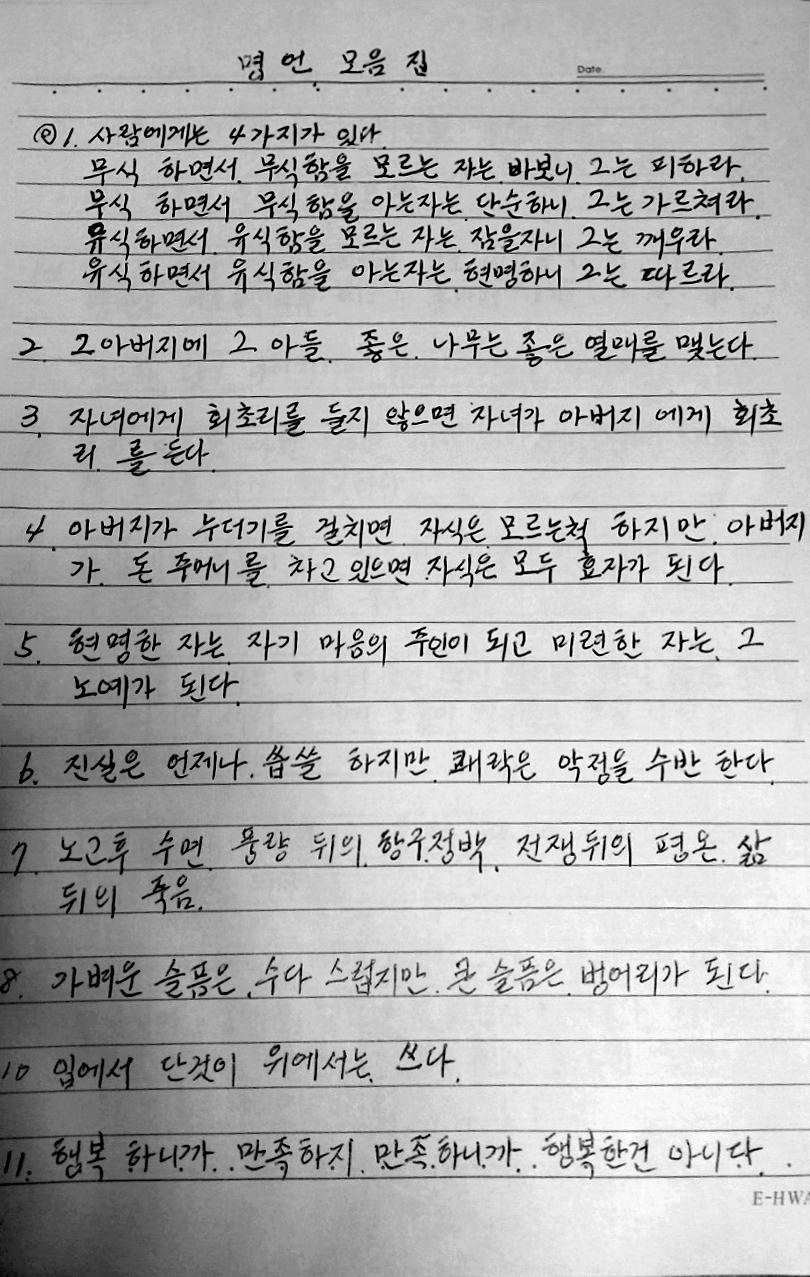 명언 모음집
Date
① 1. 사람에게는 4가지가 있다.
무식 하면서. 무식함을 모르는 자는 바보니. 그는 피하라.
무식 하면서 무식함을 아는자는 단순하니. 그는 가르쳐라.
유식하면서. 유식함을 모르는 자는. 잠을자니 그는 깨우라.
유식하면서 유식함을 아는자는. 현명하니 그는 따르라.
2. 그아버지에 그 아들. 좋은. 나무는 좋은 열매를 맺는다.
3. 자녀에게 회초리를 들지 않으면 자녀가 아버지 에게 회초
리. 를 든다.
4. 아버지가 누더기를 걸치면 자식은 모르는척 하지만. 아버지
가. 돈 주머니를 차고 있으면 자식은 모두 효자가 된다.
5. 현명한 자는 자기 마음의 주인이 되고 미련한 자는. 그
노예가 된다.
6. 진실은 언제나. 씁쓸 하지만. 쾌락은 악정을 수반 한다.
7. 노고후 수면. 풍랑 뒤의. 항구정박. 전쟁뒤의 평온. 삶
뒤의 죽음.
8. 가벼운 슬픔은. 수다 스럽지만. 큰 슬픔은. 벙어리가 된다.
10 입에서 단것이 위에서는. 쓰다.
11. 행복 하니까. 만족하지. 만족.하니까. 행복한건 아니다.
E-HWA